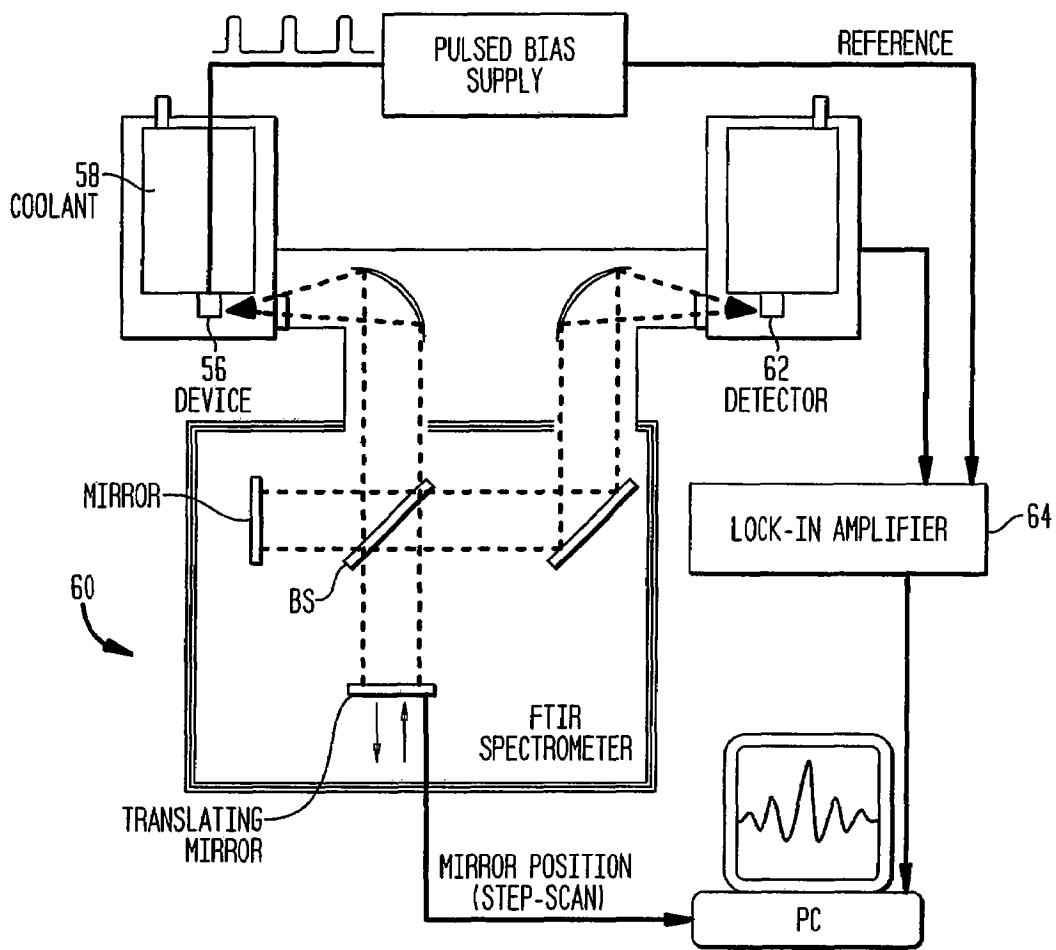 PULSED BIAS
SUPPLY
REFERENCE
58
COOLANT
56
DEVICE
62
DETECTOR
MIRROR
BS
LOCK-IN AMPLIFIER
64
60
FTIR
SPECTROMETER
TRANSLATING
MIRROR
MIRROR POSITION
(STEP-SCAN)
PC